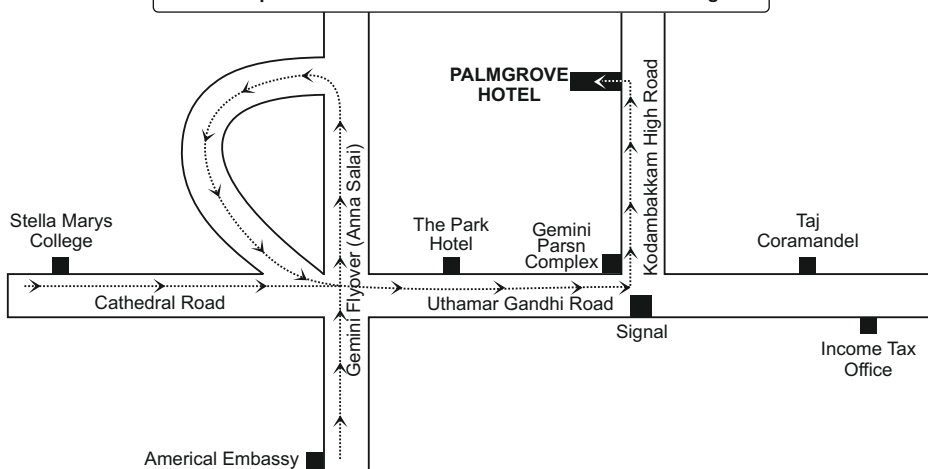 PALMGROVE
HOTEL
Kodambakkam High Road
Gemini Flyover (Anna Salai)
Stella Marys
College
The Park
Hotel
Gemini
Parsn
Complex
Taj
Coramandel
Cathedral Road
Uthamar Gandhi Road
Signal
Income Tax
Office
Americal Embassy